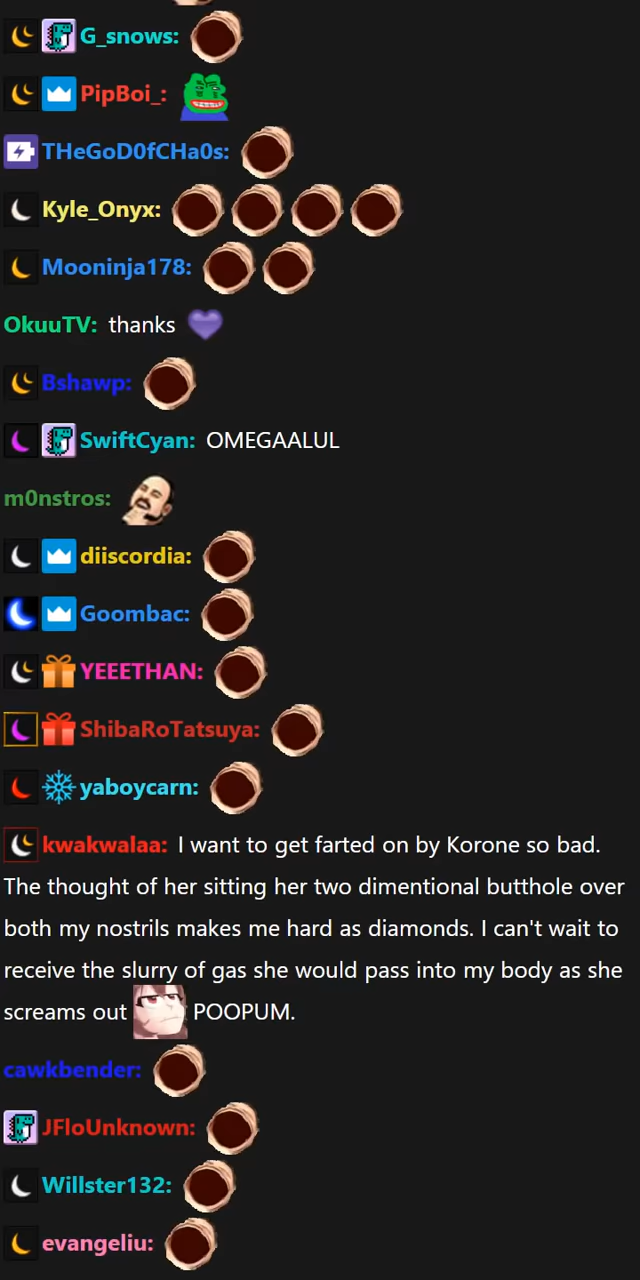 G_snows:
PipBoi_:
THeGoD0fCHa0s:
Kyle_Onyx:
Mooninja178:
OkuuTV: thanks
Bshawp:
SwiftCyan: OMEGAALUL
m0nstros:
diiscordia:
Goombac:
YEEETHAN:
ShibaRoTatsuya:
yaboycarn:
kwakwalaa: I want to get farted on by Korone so bad.
The thought of her sitting her two dimentional butthole over
both my nostrils makes me hard as diamonds. I can't wait to
receive the slurry of gas she would pass into my body as she
screams out POOPUM.
cawkbender:
JFloUnknown:
Willster132:
evangeliu: